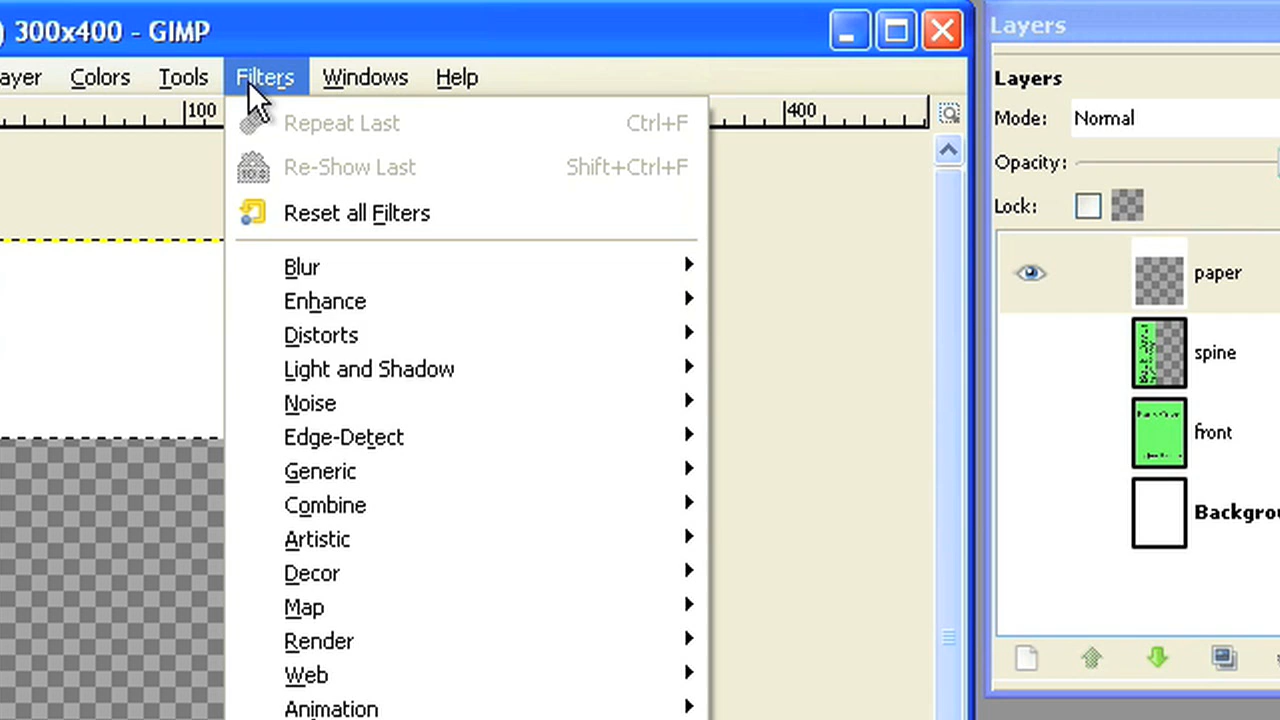 ) 300x400 - GIMP
ayer Colors Tools Filters Windows Help
100 400
Repeat Last Ctrl+F
Re-Show Last Shift+Ctrl+F
Reset all Filters
Blur
Enhance
Distorts
Light and Shadow
Noise
Edge-Detect
Generic
Combine
Artistic
Decor
Map
Render
Web
Animation
Layers
Layers
Mode: Normal
Opacity:
Lock:
paper
spine
front
Backgrou